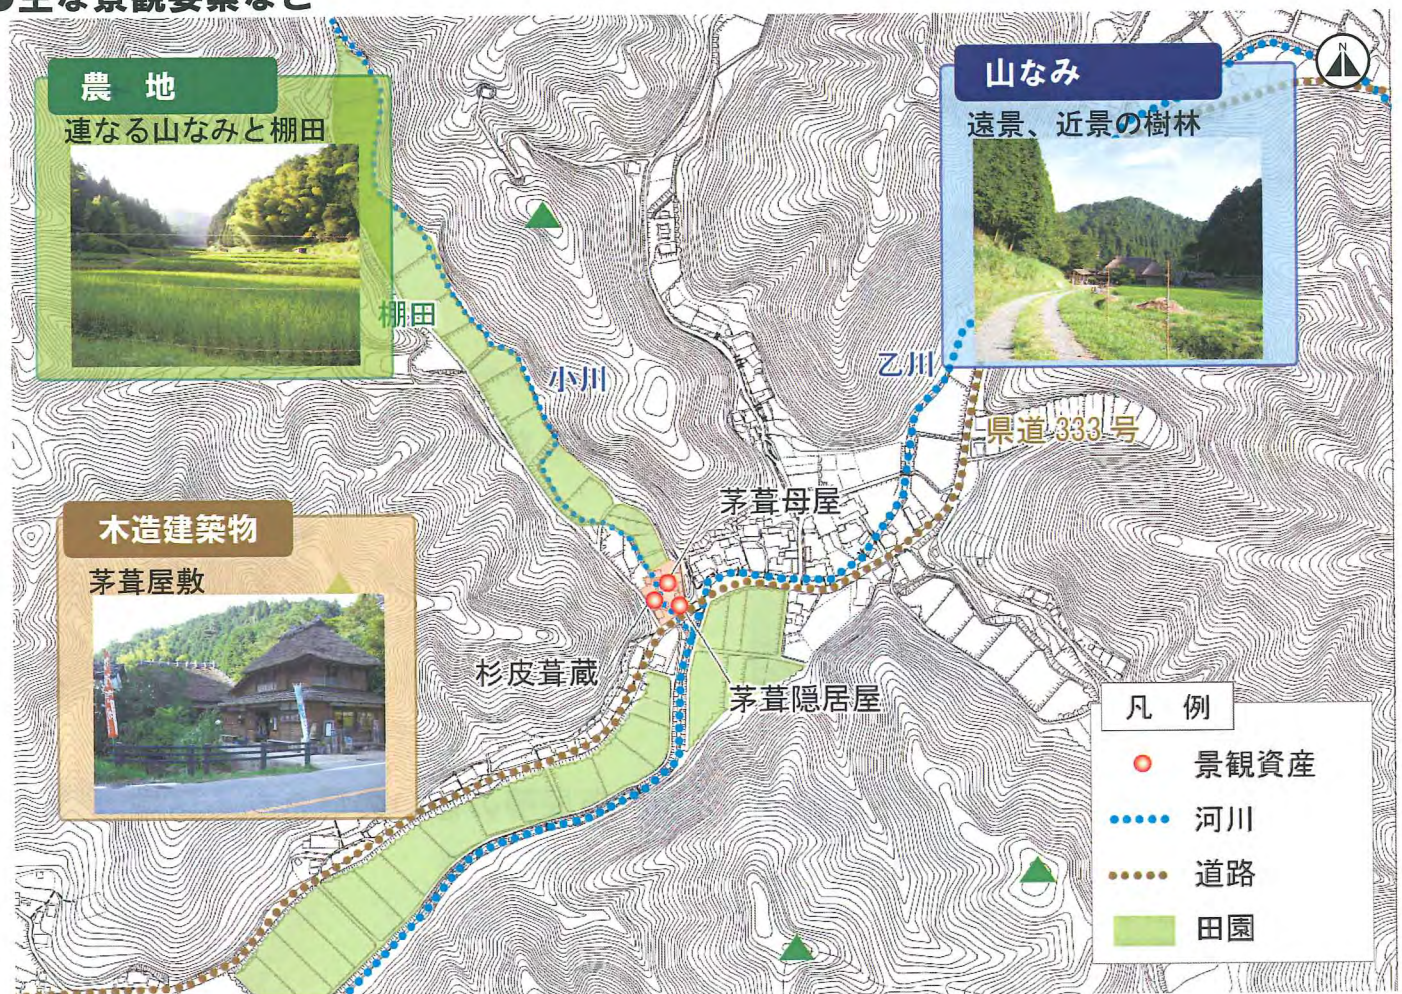 ●主な景観要素など
農 地
連なる山なみと棚田
山なみ
遠景、近景の樹林
N
棚田
小川
乙川
県道333号
茅葺母屋
木造建築物
茅葺屋敷
杉皮葺蔵
茅葺隠居屋
凡 例
景観資産
河川
道路
田園